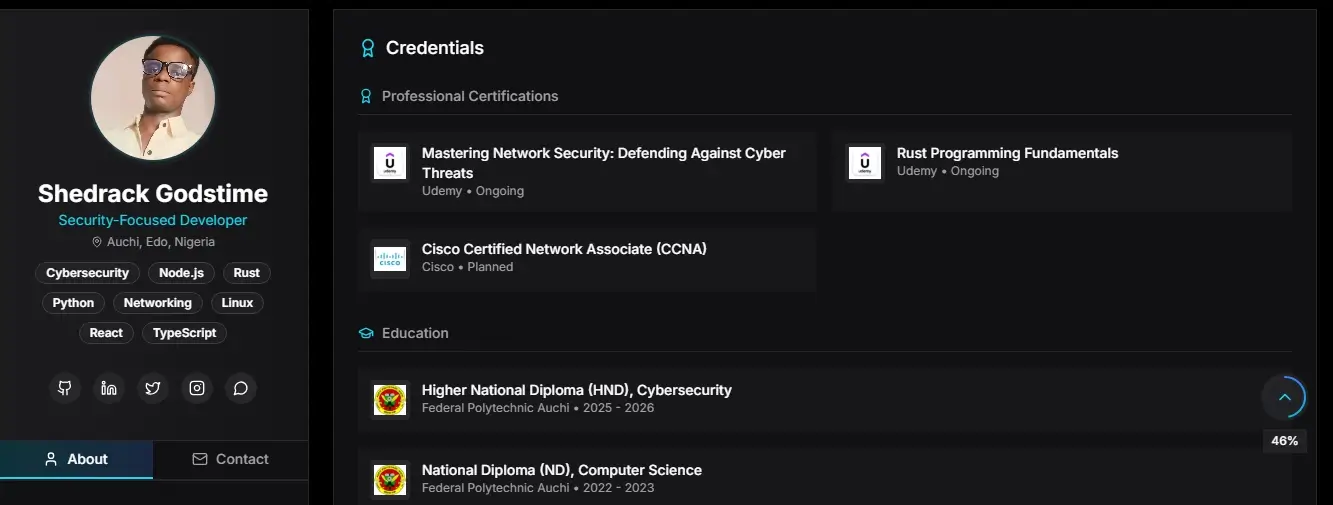 Shedrack Godstime
Security-Focused Developer
Auchi, Edo, Nigeria
Cybersecurity Node.js Rust
Python Networking Linux
React TypeScript
About Contact
Credentials
Professional Certifications
Mastering Network Security: Defending Against Cyber
Threats
Udemy • Ongoing
Rust Programming Fundamentals
Udemy • Ongoing
Cisco Certified Network Associate (CCNA)
Cisco • Planned
Education
Higher National Diploma (HND), Cybersecurity
Federal Polytechnic Auchi • 2025 - 2026
National Diploma (ND), Computer Science
Federal Polytechnic Auchi • 2022 - 2023
46%
udemy
udemy
CISCO